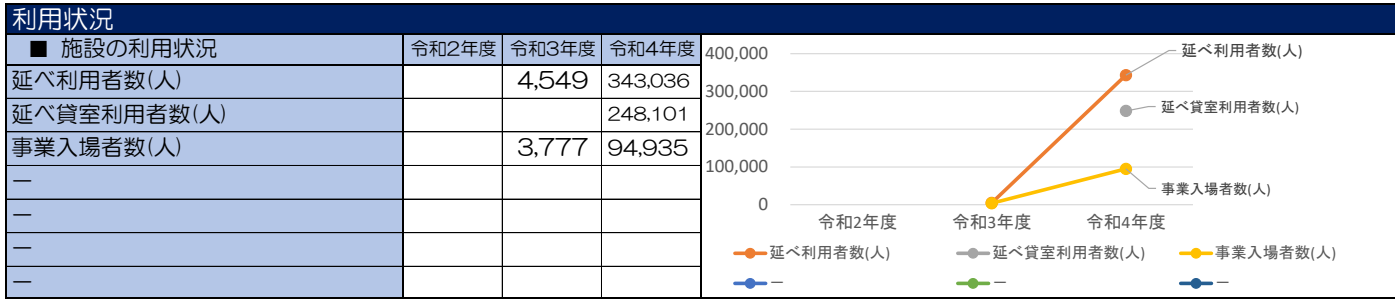 利用状況
■ 施設の利用状況 令和2年度 令和3年度 令和4年度
延べ利用者数(人) 4,549 343,036
延べ貸室利用者数(人) 248,101
事業入場者数(人) 3,777 94,935
ー
ー
ー
ー
400,000
300,000
200,000
100,000
0
延べ利用者数(人)
延べ貸室利用者数(人)
事業入場者数(人)
令和2年度 令和3年度 令和4年度
延べ利用者数(人) 延べ貸室利用者数(人) 事業入場者数(人)
ー ー ー